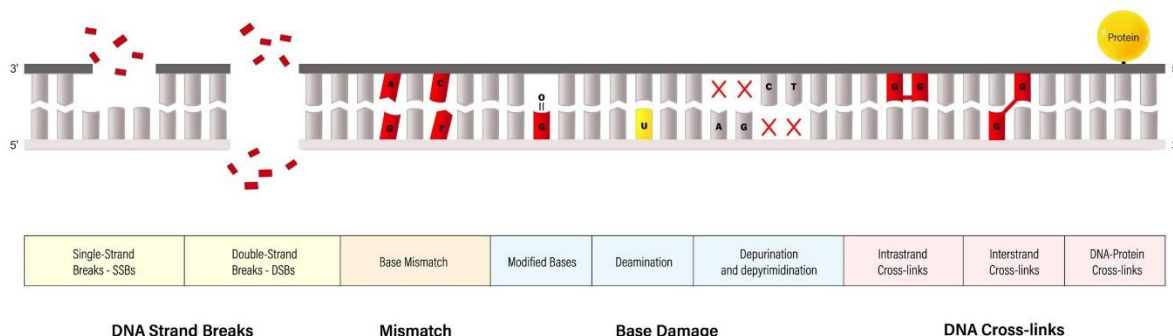 Protein
3'
A C O C T G G G
5'
G T G U A G G
Single-Strand
Breaks - SSBs
Double-Strand
Breaks - DSBs
Base Mismatch
Modified Bases
Deamination
Depurination
and depyrimidination
Intrastrand
Cross-links
Interstrand
Cross-links
DNA-Protein
Cross-links
DNA Strand Breaks
Mismatch
Base Damage
DNA Cross-links